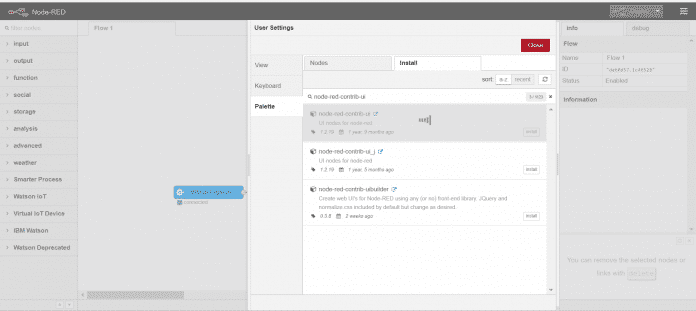 Node-RED
filter nodes
input
output
function
social
storage
analysis
advanced
weather
Smarter Process
Watson IoT
Virtual IoT Device
IBM Watson
Watson Deprecated
Flow 1
connected
User Settings
Close
View
Keyboard
Palette
Nodes
Install
sort: a-z recent
node-red-contrib-ui
node-red-contrib-ui
UI nodes for node-red
1.2.18 1 year, 5 months ago
install
node-red-contrib-ui_j
UI nodes for node-red
1.2.19 1 year, 5 months ago
install
node-red-contrib-uibuilder
Create web UI's for Node-RED using any (or no) front-end library. JQuery and
normalize.css included by default but change as desired.
0.3.8 2 weeks ago
install
info
debug
Flow
Name Flow 1
ID
Status Enabled
Information
You can remove the selected nodes or
links with